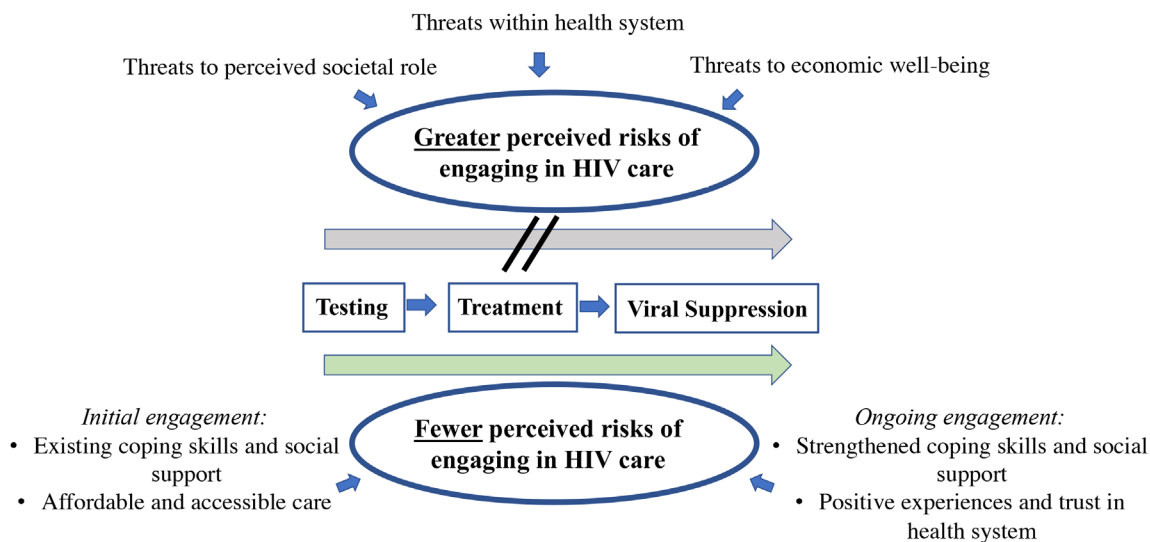 Threats within health system
Threats to perceived societal role
Threats to economic well-being
Greater perceived risks of
engaging in HIV care
Testing
Treatment
Viral Suppression
Fewer perceived risks of
engaging in HIV care
Initial engagement:
• Existing coping skills and social
support
• Affordable and accessible care
Ongoing engagement:
• Strengthened coping skills and social
support
• Positive experiences and trust in
health system